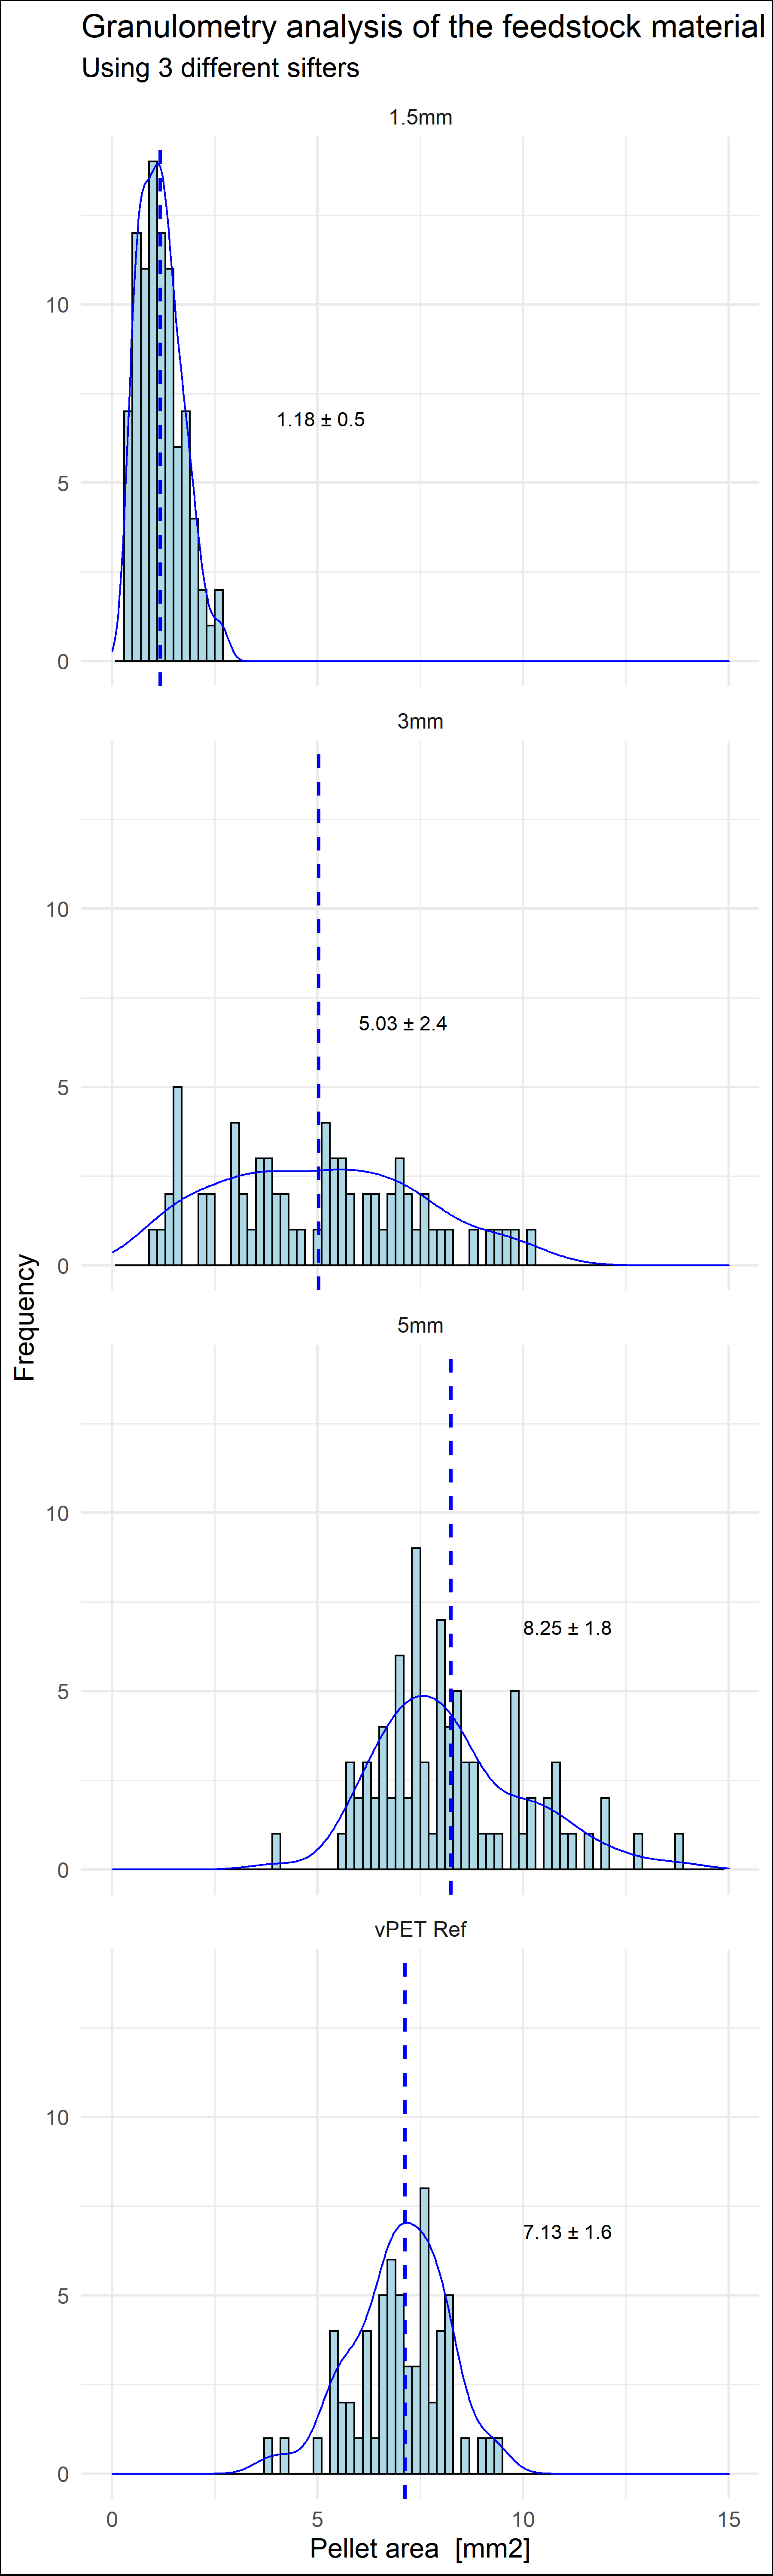 Granulometry analysis of the feedstock material
Using 3 different sifters
1.5mm
10
5
0
1.18 ± 0.5
3mm
10
5
0
5.03 ± 2.4
5mm
10
5
0
8.25 ± 1.8
vPET Ref
10
5
0
7.13 ± 1.6
0 5 10 15
Pellet area [mm2]
Frequency